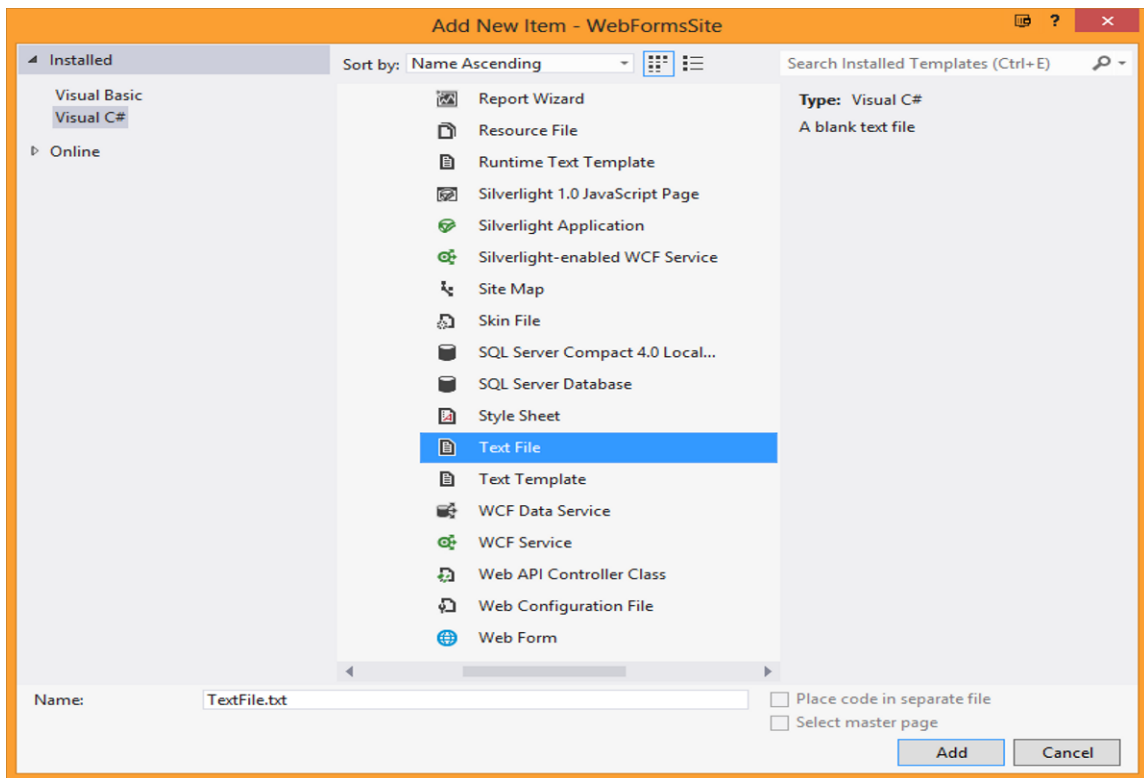 Add New Item - WebFormsSite
?
Installed
Visual Basic
Visual C#
Online
Sort by: Name Ascending
Report Wizard
Resource File
Runtime Text Template
Silverlight 1.0 JavaScript Page
Silverlight Application
Silverlight-enabled WCF Service
Site Map
Skin File
SQL Server Compact 4.0 Local...
SQL Server Database
Style Sheet
Text File
Text Template
WCF Data Service
WCF Service
Web API Controller Class
Web Configuration File
Web Form
Search Installed Templates (Ctrl+E)
Type: Visual C#
A blank text file
Name: TextFile.txt
Place code in separate file
Select master page
Add Cancel